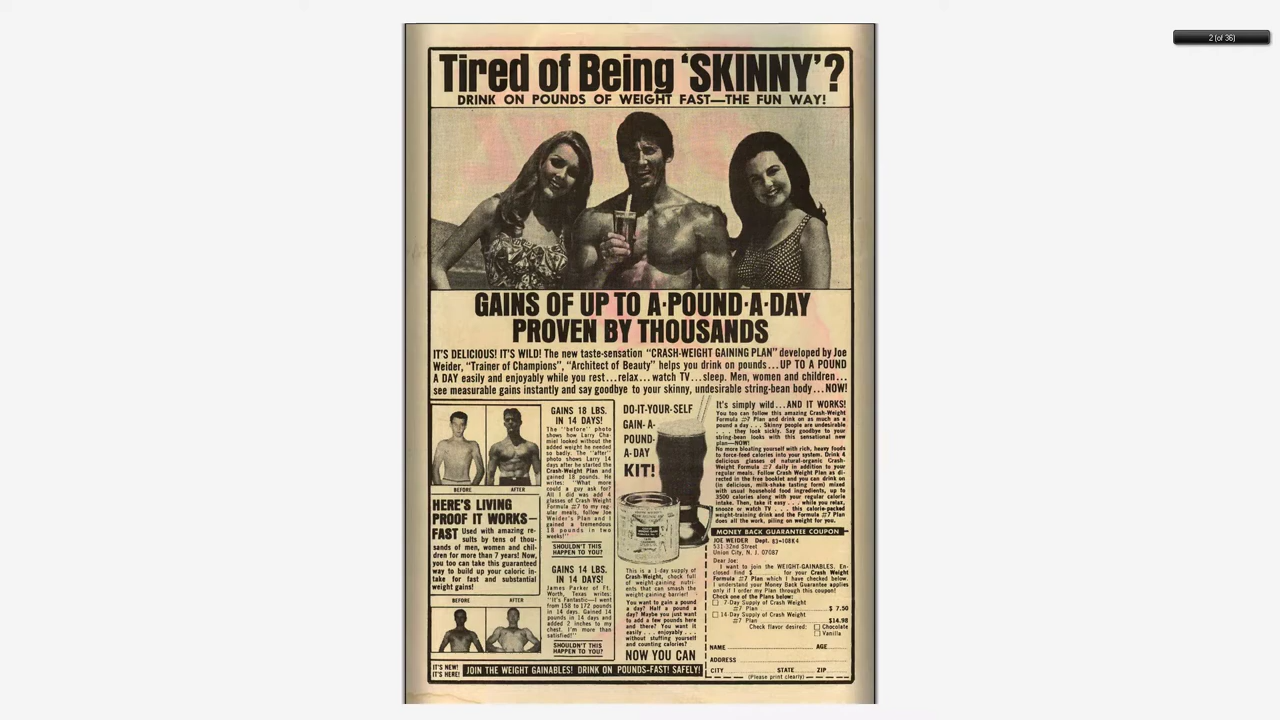 2 (of 36)
Tired of Being 'SKINNY'?
DRINK ON POUNDS OF WEIGHT FAST—THE FUN WAY!
GAINS OF UP TO A·POUND·A·DAY
PROVEN BY THOUSANDS
IT'S DELICIOUS! IT'S WILD! The new taste-sensation "CRASH-WEIGHT GAINING PLAN" developed by Joe
Weider, "Trainer of Champions", "Architect of Beauty" helps you drink on pounds...UP TO A POUND
A DAY easily and enjoyably while you rest...relax...watch TV...sleep. Men, women and children...
see measurable gains instantly and say goodbye to your skinny, undesirable string-bean body...NOW!
BEFORE AFTER
HERE'S LIVING
PROOF IT WORKS—
FAST Used with amazing re-
sults by tens of thou-
sands of men, women and chil-
dren for more than 7 years! Now,
you too can take this guaranteed
way to build up your caloric in-
take for fast and substantial
weight gains!
BEFORE AFTER
GAINS 18 LBS.
IN 14 DAYS!
The "before" photo
shows how Larry Cha-
miel looked without the
added weight he needed
so badly. The "after"
photo shows Larry 14
days after he started the
Crash-Weight Plan and
gained 18 pounds. He
writes: "What more
could a guy ask for?
All I did was add 4
glasses of Crash Weight
Formula #7 to my reg-
ular meals, follow Joe
Weider's Plan and I
gained a tremendous
18 pounds in two
weeks!"
SHOULDN'T THIS
HAPPEN TO YOU?
GAINS 14 LBS.
IN 14 DAYS!
James Parker of Ft.
Worth, Texas writes:
"It's Fantastic—I went
from 158 to 172 pounds
in 14 days. Gained 14
pounds in 14 days and
added 2 inches to my
chest. I'm more than
satisfied!"
SHOULDN'T THIS
HAPPEN TO YOU?
DO-IT-YOUR-SELF
GAIN-A-
POUND-
A-DAY
KIT!
This is a 1-day supply of
Crash-Weight, chock full
of weight-gaining nutri-
ents that can smash the
weight-gaining barrier!
You want to gain a pound
a day? Half a pound a
day? Maybe you just want
to add a few pounds here
and there? You want it
easily . . . enjoyably . . .
without stuffing yourself
and counting calories?
NOW YOU CAN
It's simply wild...AND IT WORKS!
You too can follow this amazing Crash-Weight
Formula #7 Plan and drink on as much as a
pound a day . . . Skinny people are undesirable
. . . they look sickly. Say goodbye to your
string-bean looks with this sensational new
plan—NOW!
No more bloating yourself with rich, heavy foods
to force-feed calories into your system. Drink 4
delicious glasses of natural-organic Crash-
Weight Formula #7 daily in addition to your
regular meals. Follow Crash Weight Plan as di-
rected in the free booklet and you can drink on
(in delicious, milk-shake tasting form) mixed
with usual household food ingredients, up to
3500 calories along with your regular calorie
intake. Then, take it easy . . . while you relax,
snooze or watch TV . . . this calorie-packed
weight-training drink and the Formula #7 Plan
does all the work, piling on weight for you.
MONEY BACK GUARANTEE COUPON
JOE WEIDER Dept. 83-108K4
531 32nd Street
Union City, N. J. 07087
Dear Joe:
I want to join the WEIGHT-GAINABLES. En-
closed find $ for your Crash Weight
Formula #7 Plan which I have checked below.
I understand your Money Back Guarantee applies
only if I order my Plan through this coupon!
Check one of the Plans below:
7-Day Supply of Crash Weight
#7 Plan $ 7.50
14-Day Supply of Crash Weight
#7 Plan $14.98
Check flavor desired: Chocolate
Vanilla
NAME AGE
ADDRESS
CITY STATE ZIP
(Please print clearly)
IT'S NEW!
IT'S HERE!
JOIN THE WEIGHT GAINABLES! DRINK ON POUNDS-FAST! SAFELY!